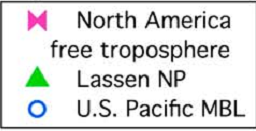 North America
free troposphere
Lassen NP
U.S. Pacific MBL